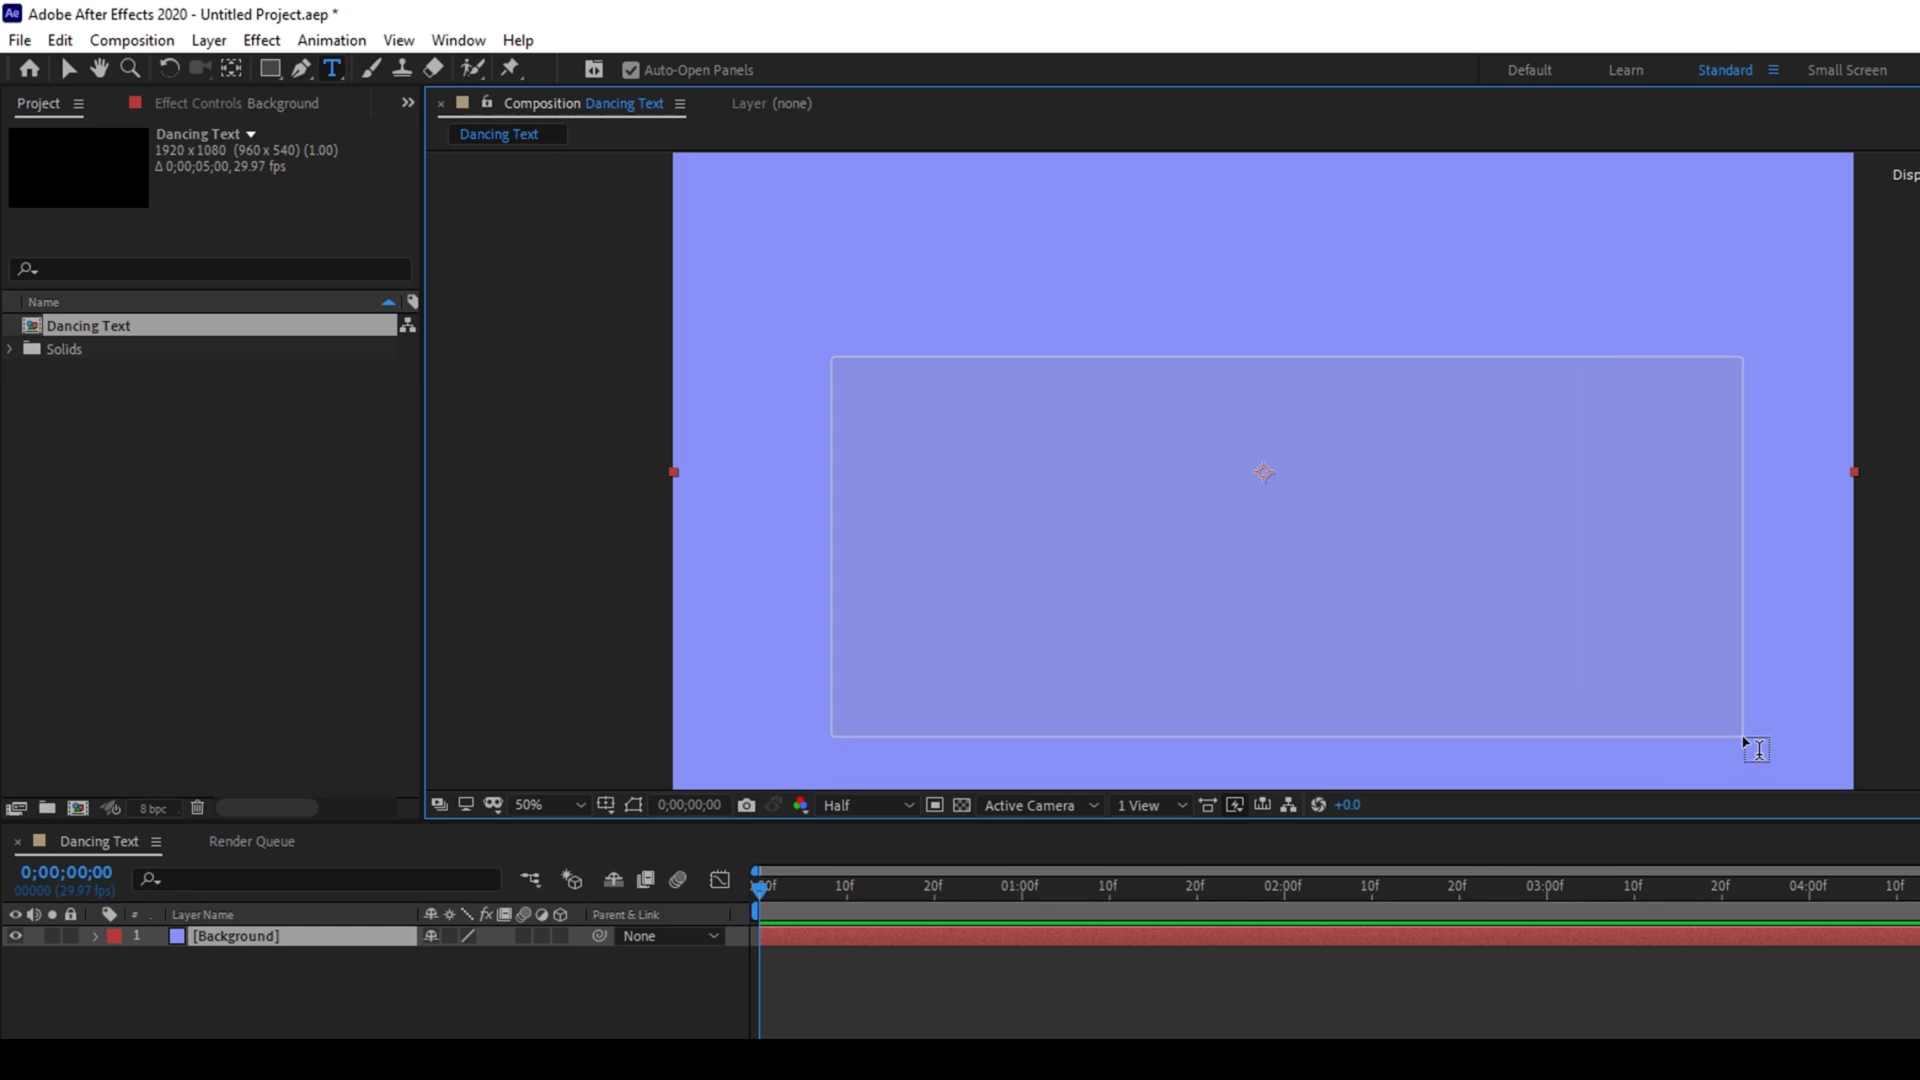 Ae Adobe After Effects 2020 - Untitled Project.aep *
File Edit Composition Layer Effect Animation View Window Help
T Auto-Open Panels Default Learn Standard Small Screen
Project Effect Controls Background Composition Dancing Text Layer (none)
Dancing Text
Dancing Text
1920 x 1080 (960 x 540) (1.00)
Δ 0;00;05;00, 29.97 fps
Disp
Name
Dancing Text
Solids
8 bpc 50% 0;00;00;00 Half Active Camera 1 View +0.0
Dancing Text Render Queue
0;00;00;00
00000 (29.97 fps)
00f 10f 20f 01:00f 10f 20f 02:00f 10f 20f 03:00f 10f 20f 04:00f 10f
# Layer Name fx Parent & Link
1 [Background] None